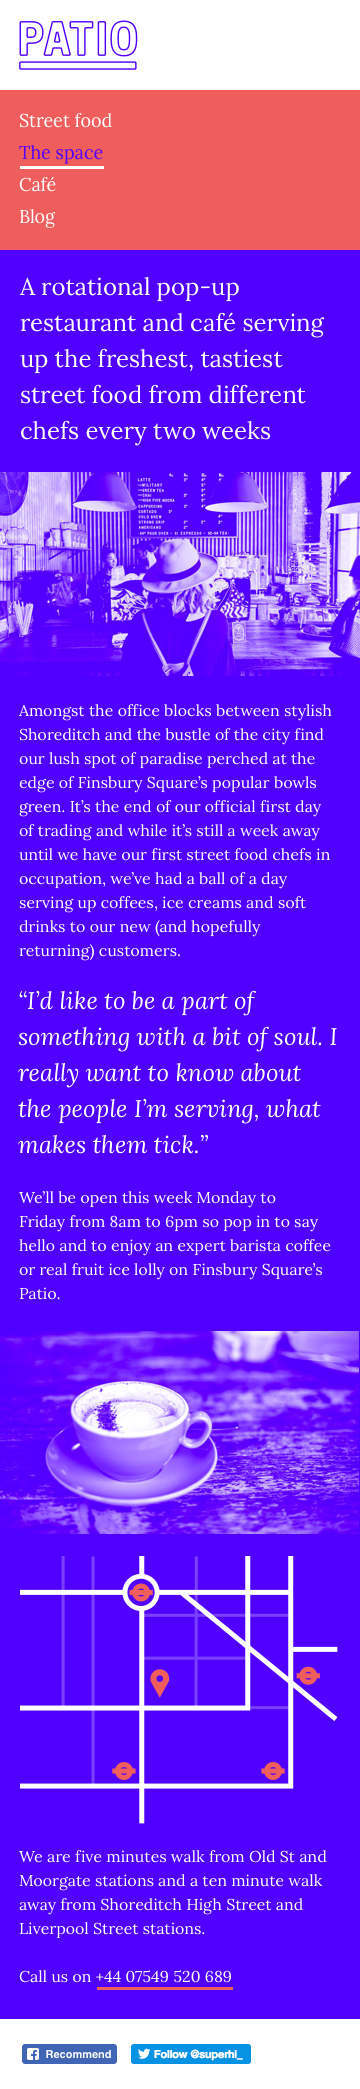 PATIO
Street food
The space
Café
Blog
A rotational pop-up
restaurant and café serving
up the freshest, tastiest
street food from different
chefs every two weeks
LATTE
CAPPUCCINO
CORTADO
COLD BREW
STRONG DRIP
AMERICANO
Amongst the office blocks between stylish
Shoreditch and the bustle of the city find
our lush spot of paradise perched at the
edge of Finsbury Square’s popular bowls
green. It’s the end of our official first day
of trading and while it’s still a week away
until we have our first street food chefs in
occupation, we’ve had a ball of a day
serving up coffees, ice creams and soft
drinks to our new (and hopefully
returning) customers.
“I’d like to be a part of
something with a bit of soul. I
really want to know about
the people I’m serving, what
makes them tick.”
We’ll be open this week Monday to
Friday from 8am to 6pm so pop in to say
hello and to enjoy an expert barista coffee
or real fruit ice lolly on Finsbury Square’s
Patio.
We are five minutes walk from Old St and
Moorgate stations and a ten minute walk
away from Shoreditch High Street and
Liverpool Street stations.
Call us on +44 07549 520 689
Recommend
Follow @superhi_